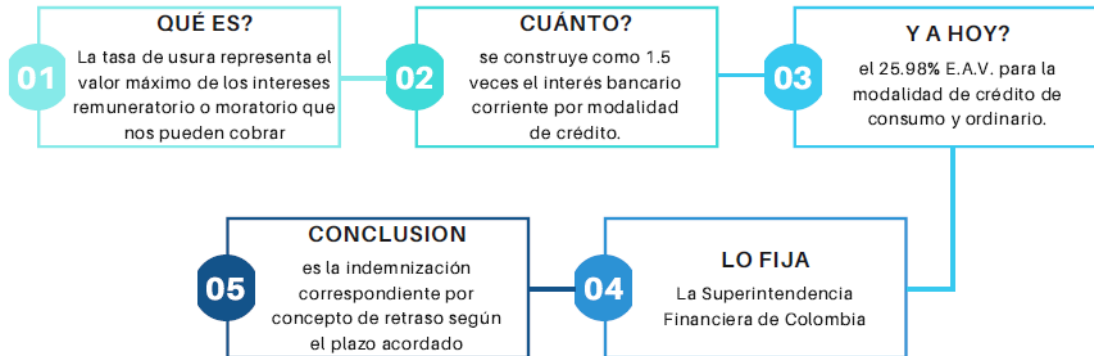 01
QUÉ ES?
La tasa de usura representa el
valor máximo de los intereses
remuneratorio o moratorio que
nos pueden cobrar
02
CUÁNTO?
se construye como 1.5
veces el interés bancario
corriente por modalidad
de crédito.
03
Y A HOY?
el 25.98% E.A.V. para la
modalidad de crédito de
consumo y ordinario.
04
LO FIJA
La Superintendencia
Financiera de Colombia
05
CONCLUSION
es la indemnización
correspondiente por
concepto de retraso según
el plazo acordado